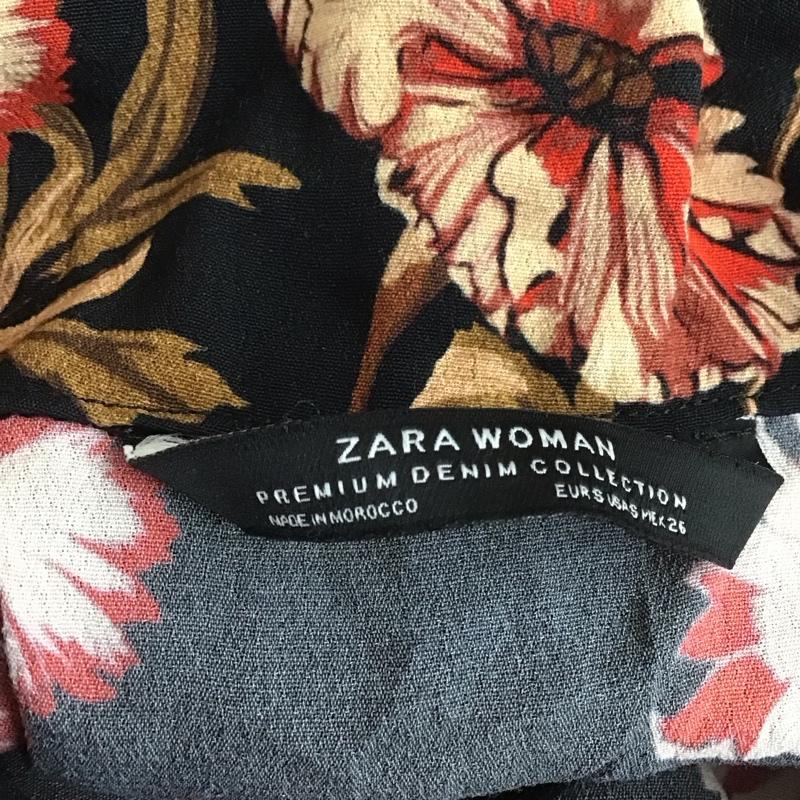 ZARA WOMAN
PREMIUM DENIM COLLECTION
MADE IN MOROCCO
EUR S USA S MEX 26